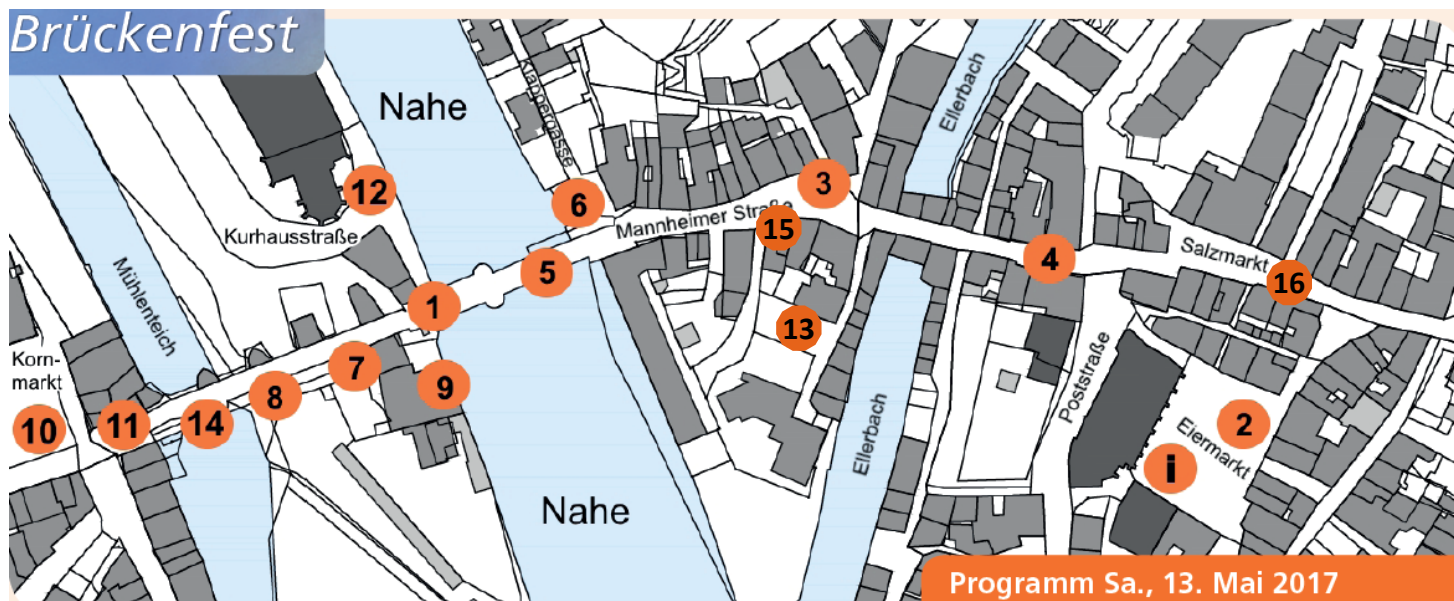 Brückenfest
Nahe
Klappergasse
Ellerbach
12
3
6
Mannheimer Straße
15
Kurhausstraße
4
Salzmarkt
5
16
Mühlenteich
1
13
Korn-
markt
7
Poststraße
8
9
10
11
14
2
Eiermarkt
Ellerbach
i
Nahe
Programm Sa., 13. Mai 2017